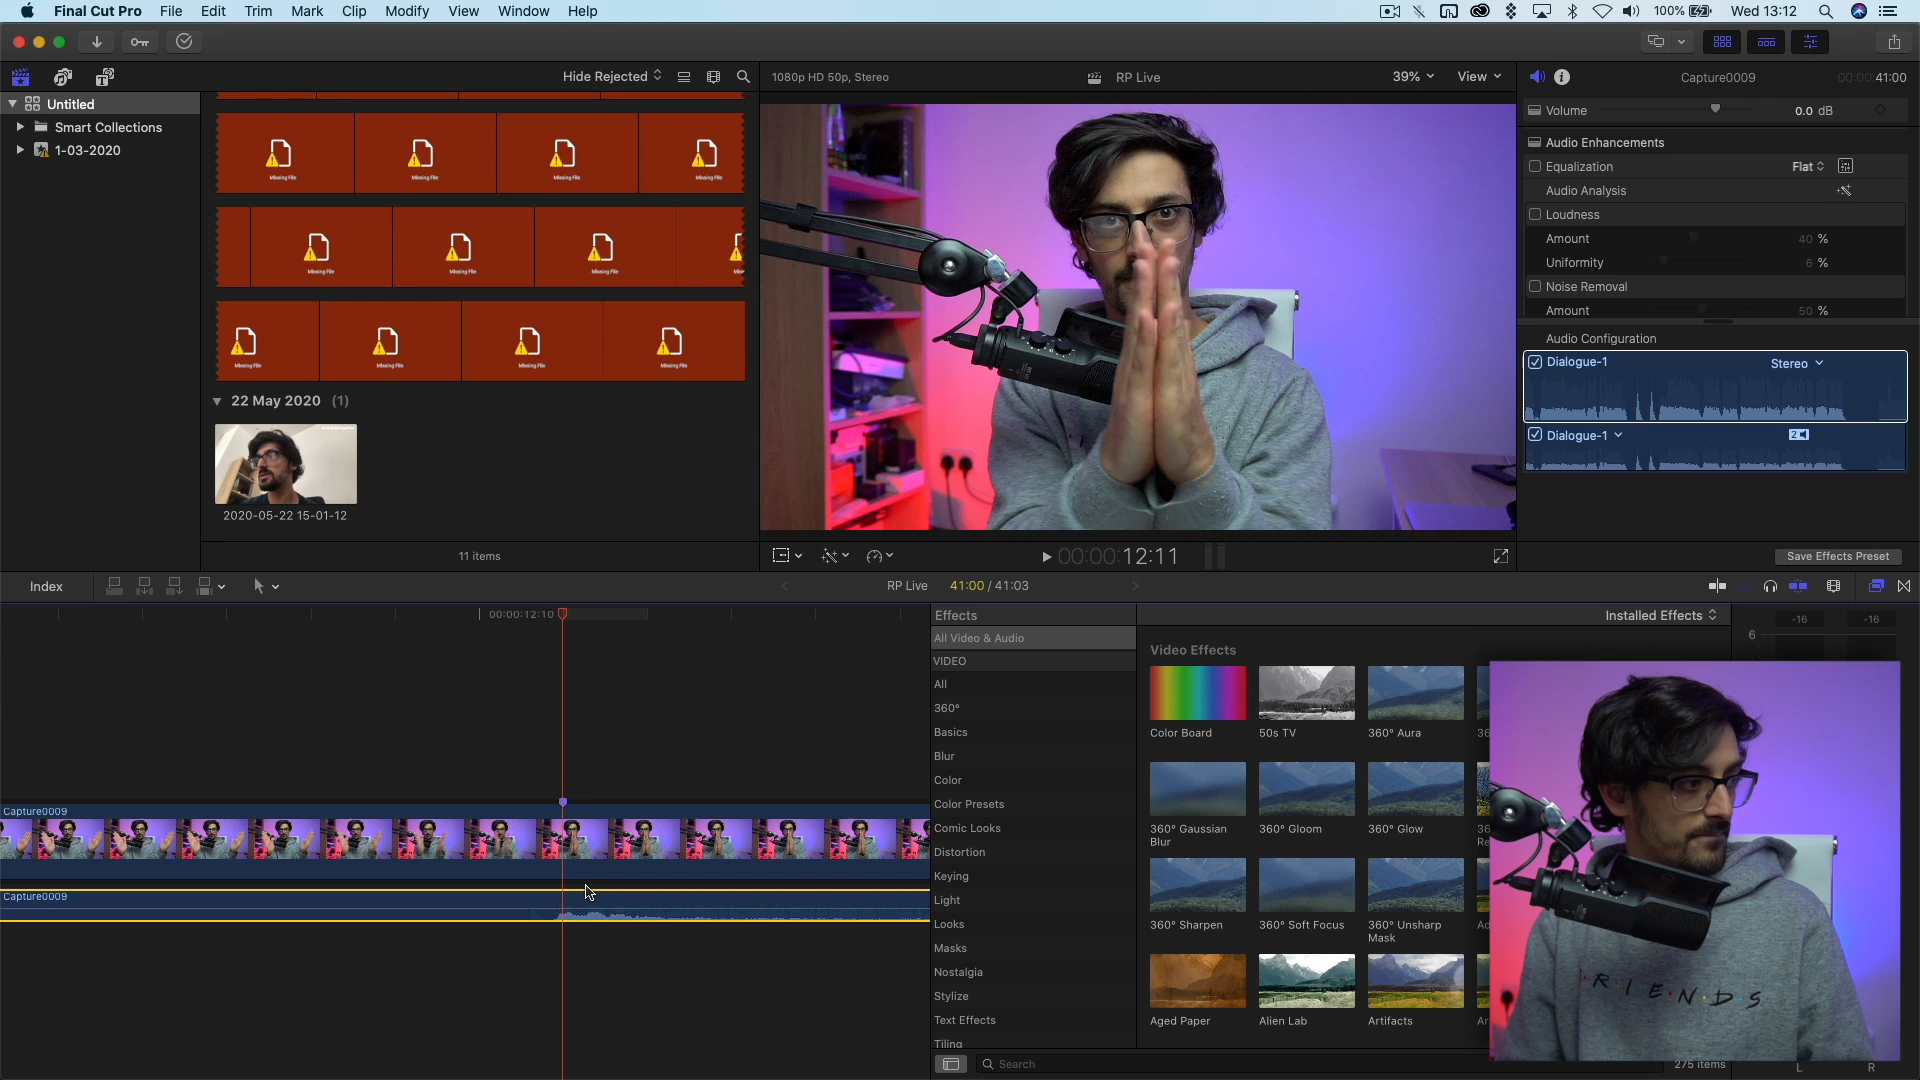 Final Cut Pro File Edit Trim Mark Clip Modify View Window Help 100% Wed 13:12
Hide Rejected 1080p HD 50p, Stereo RP Live 39% View Capture0009 00:00:41:00
Untitled
Smart Collections
1-03-2020
Missing File Missing File Missing File Missing File
Missing File Missing File Missing File
Missing File Missing File Missing File Missing File
22 May 2020 (1)
2020-05-22 15-01-12
11 items
00:00:12:11
Volume 0.0 dB
Audio Enhancements
Equalization Flat
Audio Analysis
Loudness
Amount 40 %
Uniformity 6 %
Noise Removal
Amount 50 %
Audio Configuration
Dialogue-1 Stereo
Dialogue-1 2
Save Effects Preset
Index RP Live 41:00 / 41:03
00:00:12:10
Capture0009
Capture0009
Effects Installed Effects
All Video & Audio
VIDEO
All
360°
Basics
Blur
Color
Color Presets
Comic Looks
Distortion
Keying
Light
Looks
Masks
Nostalgia
Stylize
Text Effects
Tiling
Video Effects
Color Board 50s TV 360° Aura
360° Gaussian Blur 360° Gloom 360° Glow
360° Sharpen 360° Soft Focus 360° Unsharp Mask
Aged Paper Alien Lab Artifacts
Search 275 items
-16 -16
6
L R
R·I·E·N·D·S